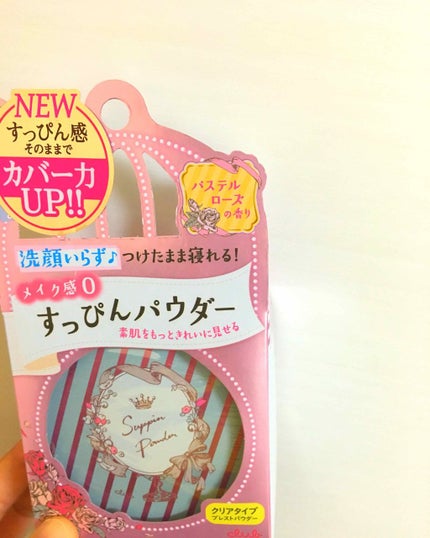 NEW
すっぴん感
そのままで
カバー力
UP!!
パステル
ローズ
の香り
洗顔いらず♪つけたまま寝れる!
メイク感0
すっぴんパウダー
素肌をもっときれいに見せる
Suppin
Powder
クリアタイプ
プレストパウダー